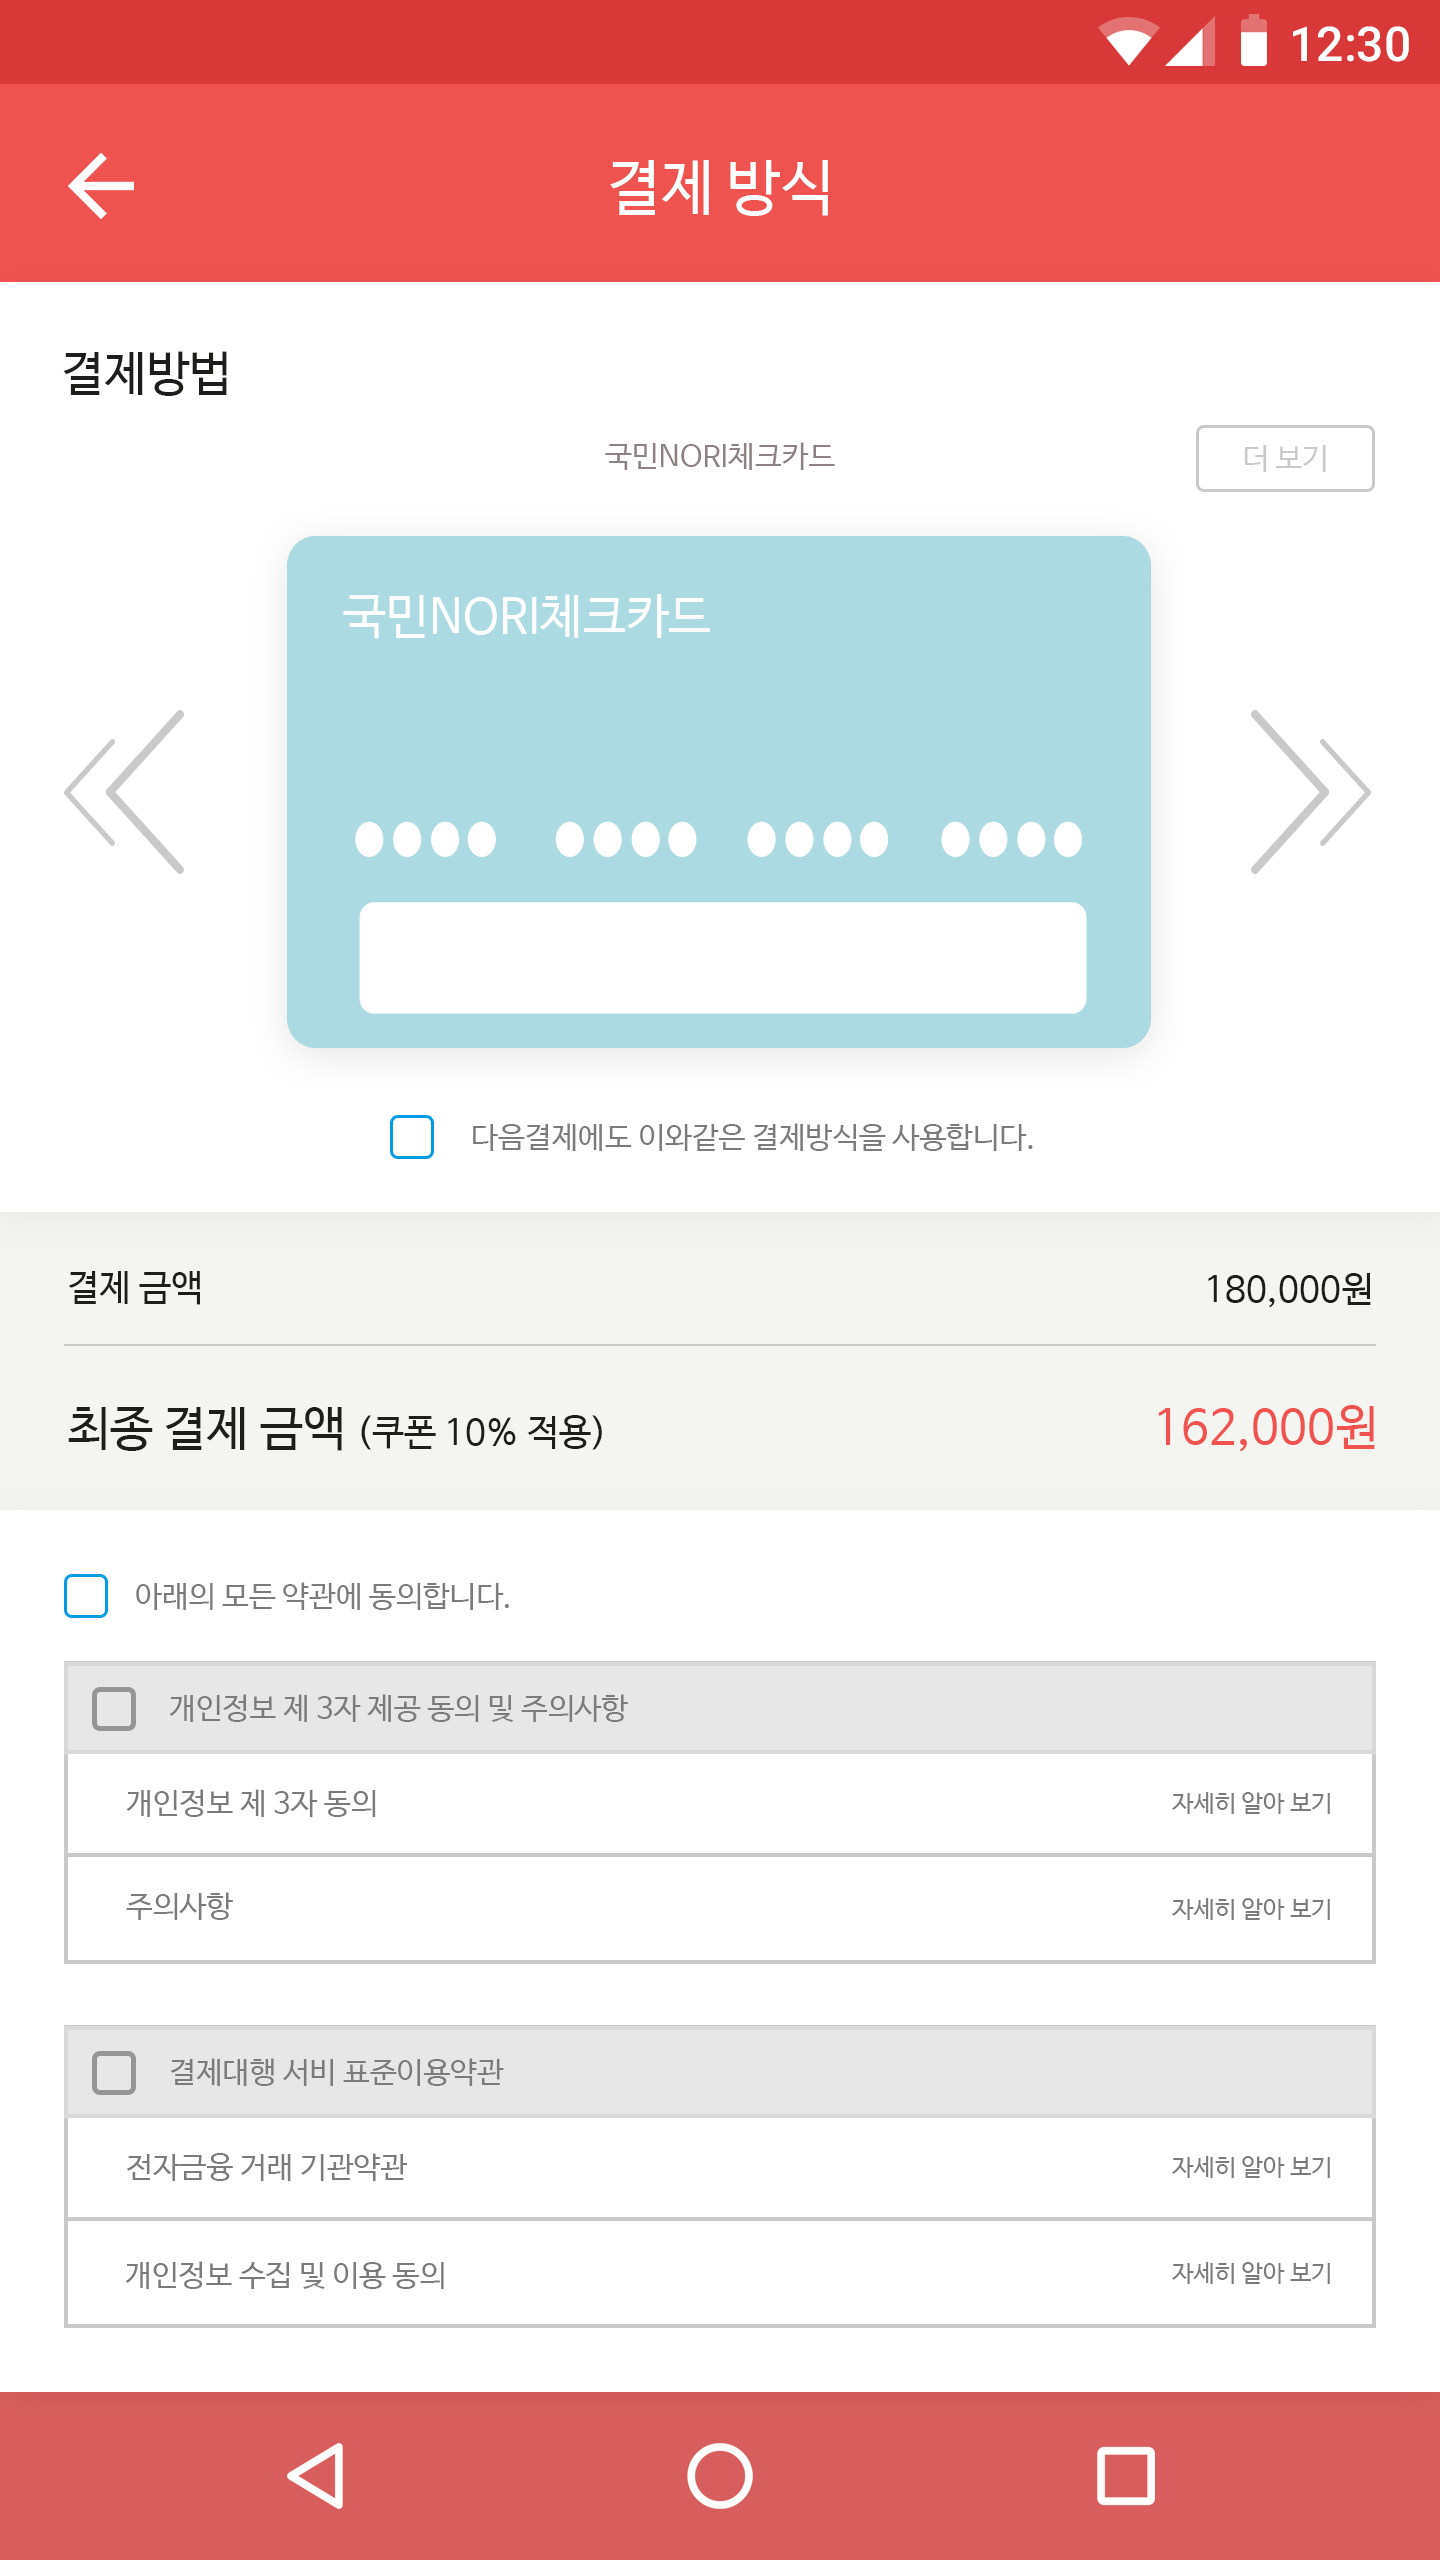 12:30
결제 방식
결제방법
국민NORI체크카드
더 보기
국민NORI체크카드
다음결제에도 이와같은 결제방식을 사용합니다.
결제 금액 180,000원
최종 결제 금액 (쿠폰 10% 적용) 162,000원
아래의 모든 약관에 동의합니다.
개인정보 제 3자 제공 동의 및 주의사항
개인정보 제 3자 동의 자세히 알아 보기
주의사항 자세히 알아 보기
결제대행 서비 표준이용약관
전자금융 거래 기관약관 자세히 알아 보기
개인정보 수집 및 이용 동의 자세히 알아 보기